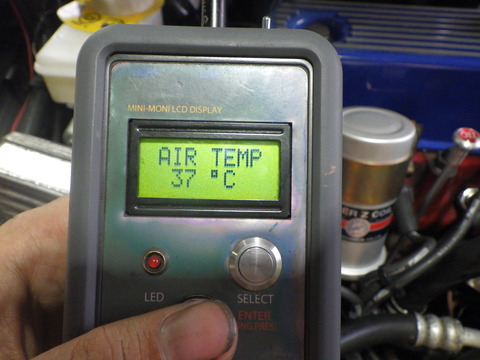 MINI-MONI LCD DISPLAY
AIR TEMP
37 °C
LED
SELECT
ENTER